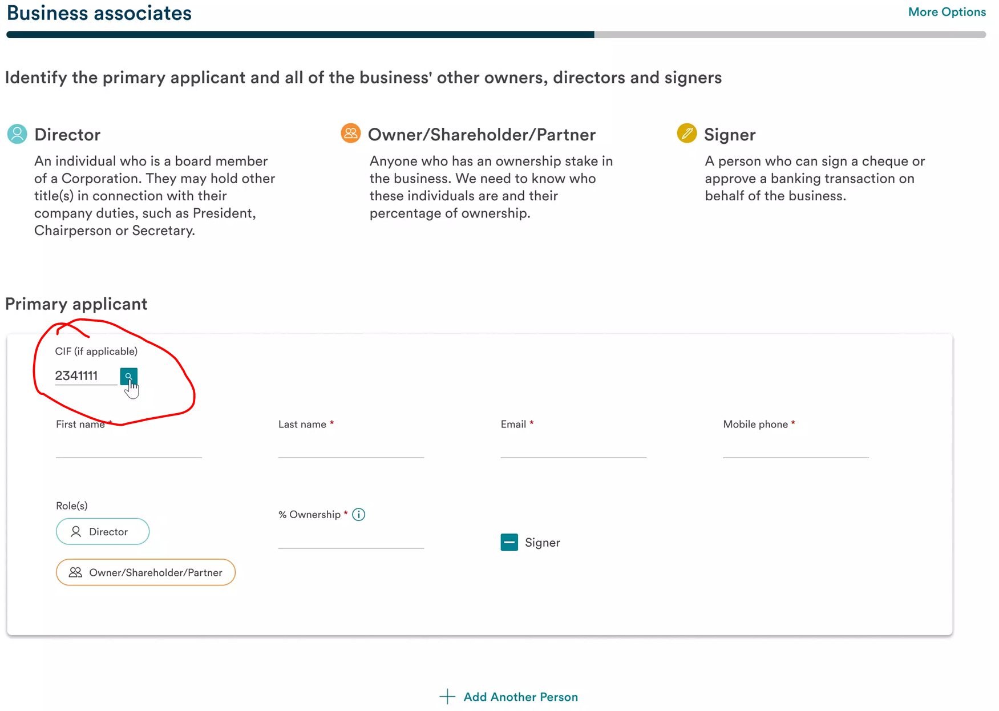 Business associates
More Options
Identify the primary applicant and all of the business' other owners, directors and signers
Director
An individual who is a board member
of a Corporation. They may hold other
title(s) in connection with their
company duties, such as President,
Chairperson or Secretary.
Owner/Shareholder/Partner
Anyone who has an ownership stake in
the business. We need to know who
these individuals are and their
percentage of ownership.
Signer
A person who can sign a cheque or
approve a banking transaction on
behalf of the business.
Primary applicant
CIF (if applicable)
2341111
First name *
Last name *
Email *
Mobile phone *
Role(s)
Director
Owner/Shareholder/Partner
% Ownership *
Signer
Add Another Person